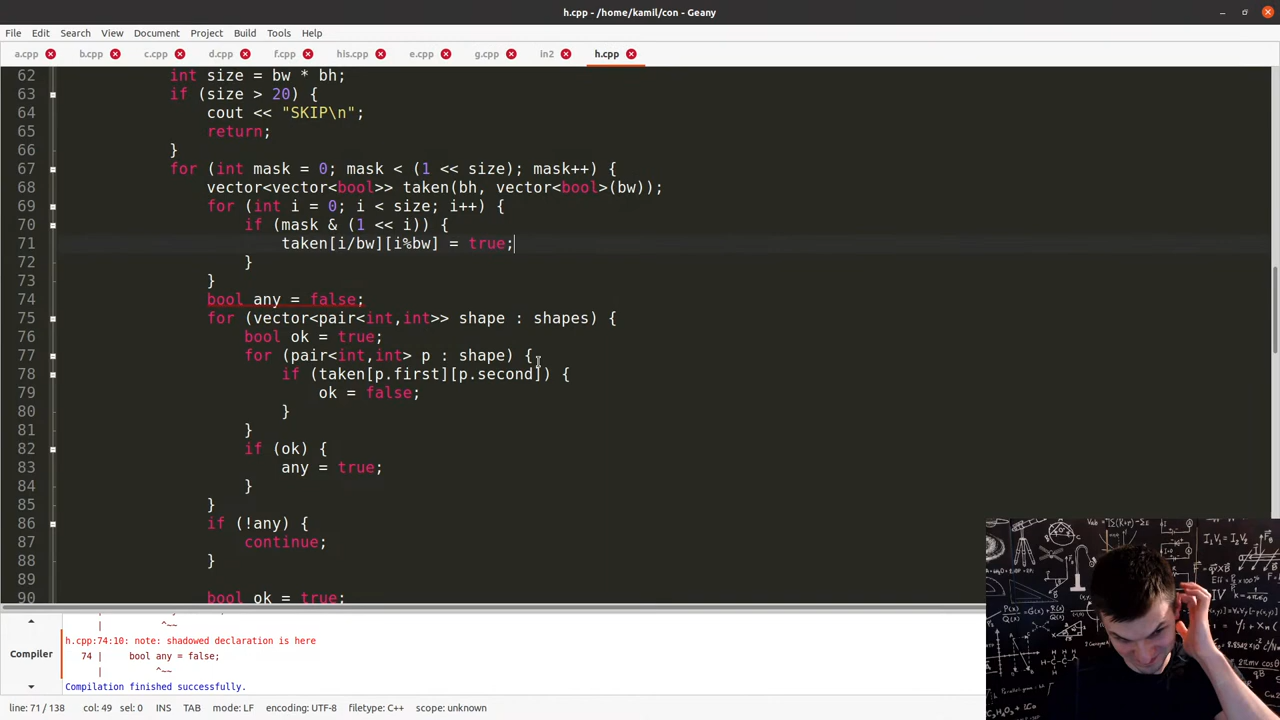 h.cpp - /home/kamil/con - Geany
File Edit Search View Document Project Build Tools Help
a.cpp b.cpp c.cpp d.cpp f.cpp his.cpp e.cpp g.cpp in2 h.cpp
62 int size = bw * bh;
63 if (size > 20) {
64 cout << "SKIP\n";
65 return;
66 }
67 for (int mask = 0; mask < (1 << size); mask++) {
68 vector<vector<bool>> taken(bh, vector<bool>(bw));
69 for (int i = 0; i < size; i++) {
70 if (mask & (1 << i)) {
71 taken[i/bw][i%bw] = true;
72 }
73 }
74 bool any = false;
75 for (vector<pair<int,int>> shape : shapes) {
76 bool ok = true;
77 for (pair<int,int> p : shape) {
78 if (taken[p.first][p.second]) {
79 ok = false;
80 }
81 }
82 if (ok) {
83 any = true;
84 }
85 }
86 if (!any) {
87 continue;
88 }
89
90 bool ok = true;
| ^~~
h.cpp:74:10: note: shadowed declaration is here
74 | bool any = false;
| ^~~
Compiler
Compilation finished successfully.
line: 71 / 138 col: 49 sel: 0 INS TAB mode: LF encoding: UTF-8 filetype: C++ scope: unknown